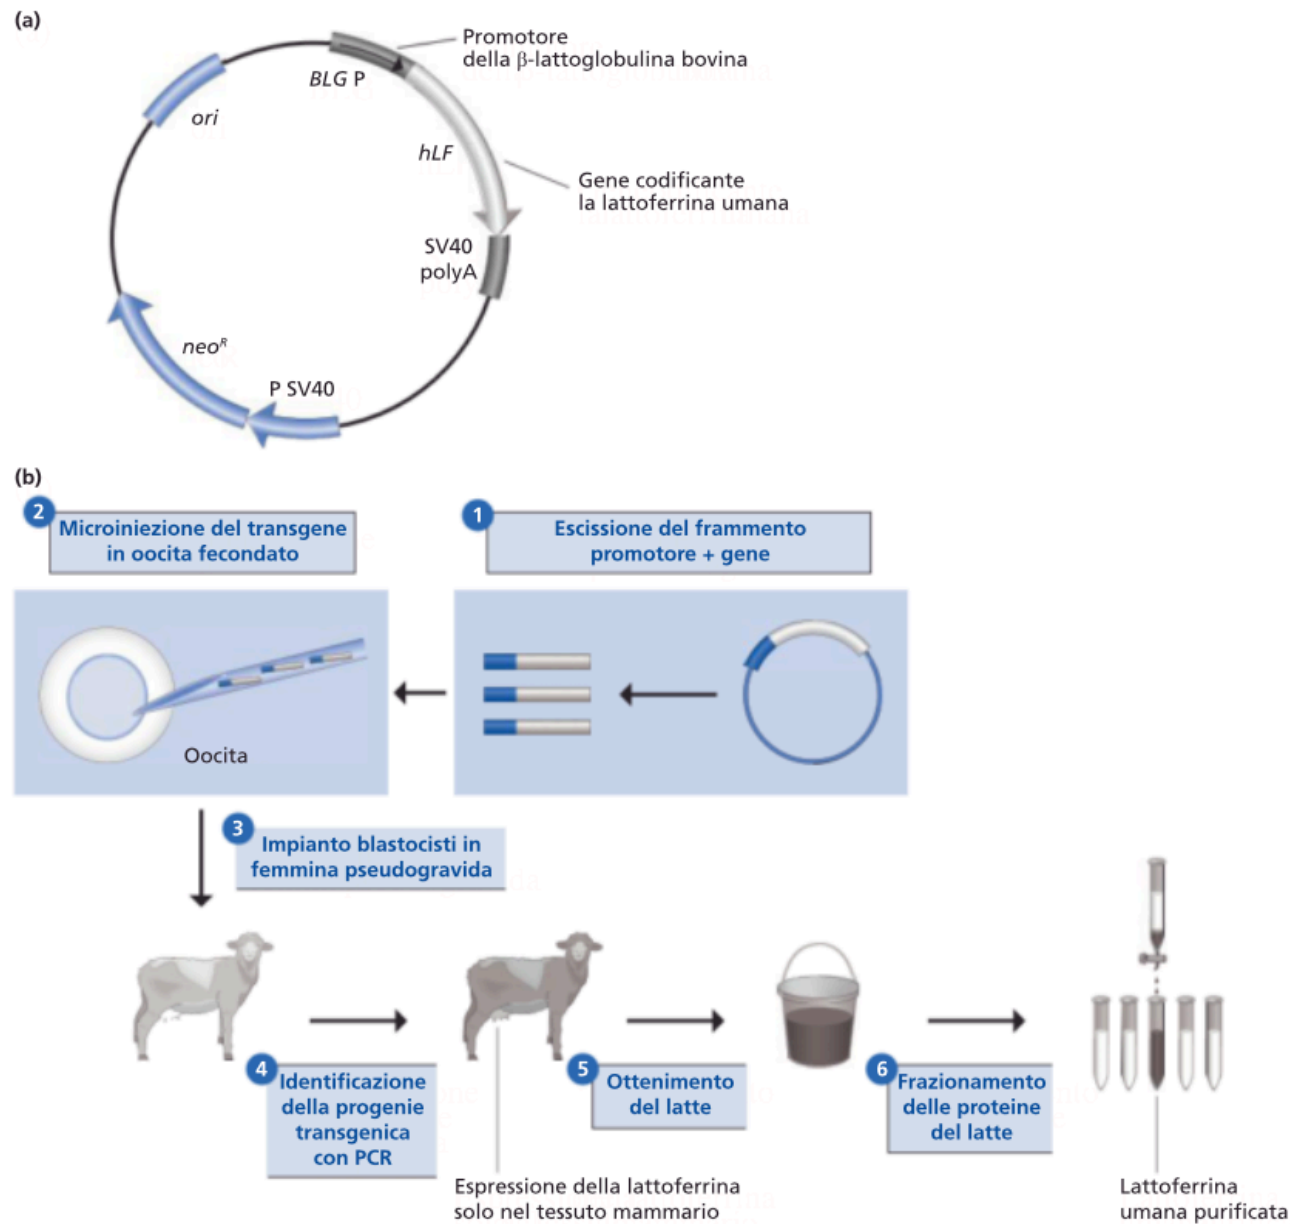 (a)
Promotore
della β-lattoglobulina bovina
BLG P
ori
hLF
Gene codificante
la lattoferrina umana
SV40
polyA
neoR
P SV40
(b)
2
Microiniezione del transgene
in oocita fecondato
1
Escissione del frammento
promotore + gene
Oocita
3
Impianto blastocisti in
femmina pseudogravida
4
Identificazione
della progenie
transgenica
con PCR
5
Ottenimento
del latte
6
Frazionamento
delle proteine
del latte
Espressione della lattoferrina
solo nel tessuto mammario
Lattoferrina
umana purificata